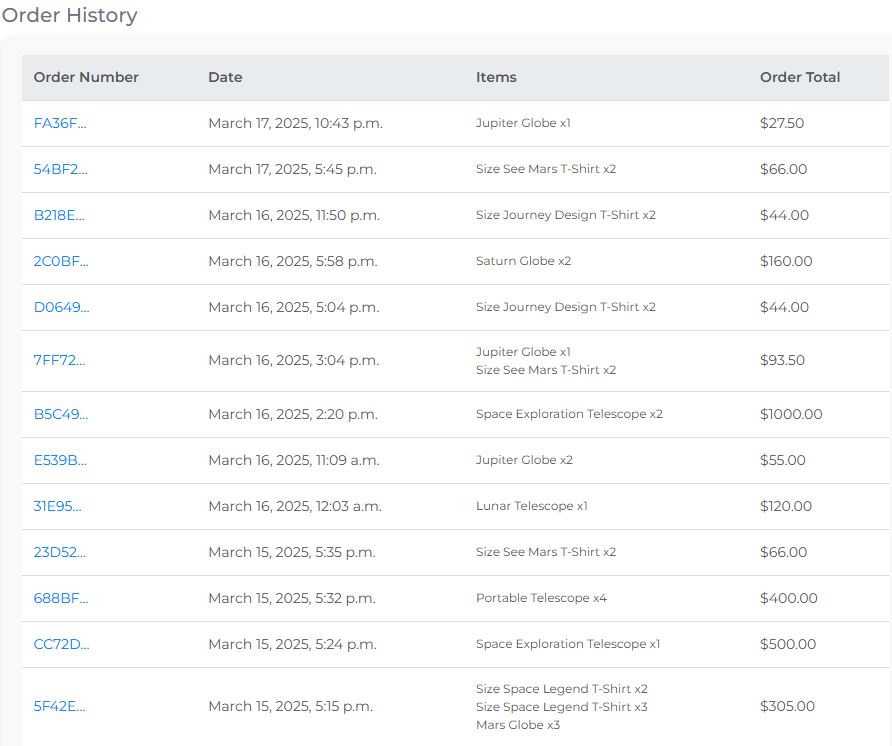 Order History
Order Number Date Items Order Total
FA36F... March 17, 2025, 10:43 p.m. Jupiter Globe x1 $27.50
54BF2... March 17, 2025, 5:45 p.m. Size See Mars T-Shirt x2 $66.00
B218E... March 16, 2025, 11:50 p.m. Size Journey Design T-Shirt x2 $44.00
2C0BF... March 16, 2025, 5:58 p.m. Saturn Globe x2 $160.00
D0649... March 16, 2025, 5:04 p.m. Size Journey Design T-Shirt x2 $44.00
7FF72... March 16, 2025, 3:04 p.m. Jupiter Globe x1
Size See Mars T-Shirt x2 $93.50
B5C49... March 16, 2025, 2:20 p.m. Space Exploration Telescope x2 $1000.00
E539B... March 16, 2025, 11:09 a.m. Jupiter Globe x2 $55.00
31E95... March 16, 2025, 12:03 a.m. Lunar Telescope x1 $120.00
23D52... March 15, 2025, 5:35 p.m. Size See Mars T-Shirt x2 $66.00
688BF... March 15, 2025, 5:32 p.m. Portable Telescope x4 $400.00
CC72D... March 15, 2025, 5:24 p.m. Space Exploration Telescope x1 $500.00
5F42E... March 15, 2025, 5:15 p.m. Size Space Legend T-Shirt x2
Size Space Legend T-Shirt x3
Mars Globe x3 $305.00